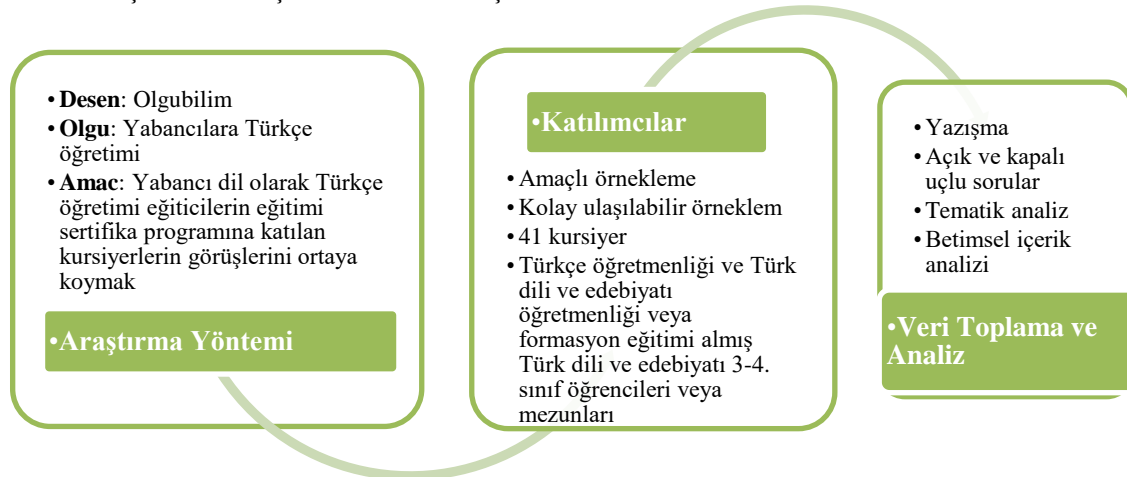 •Desen: Olgubilim
•Olgu: Yabancılara Türkçe
öğretimi
•Amac: Yabancı dil olarak Türkçe
öğretimi eğiticilerin eğitimi
sertifika programına katılan
kursiyerlerin görüşlerini ortaya
koymak
•Araştırma Yöntemi
•Katılımcılar
•Amaçlı örnekleme
•Kolay ulaşılabilir örneklem
•41 kursiyer
•Türkçe öğretmenliği ve Türk
dili ve edebiyatı
öğretmenliği veya
formasyon eğitimi almış
Türk dili ve edebiyatı 3-4.
sınıf öğrencileri veya
mezunları
•Yazışma
•Açık ve kapalı
uçlu sorular
•Tematik analiz
•Betimsel içerik
analizi
•Veri Toplama ve
Analiz